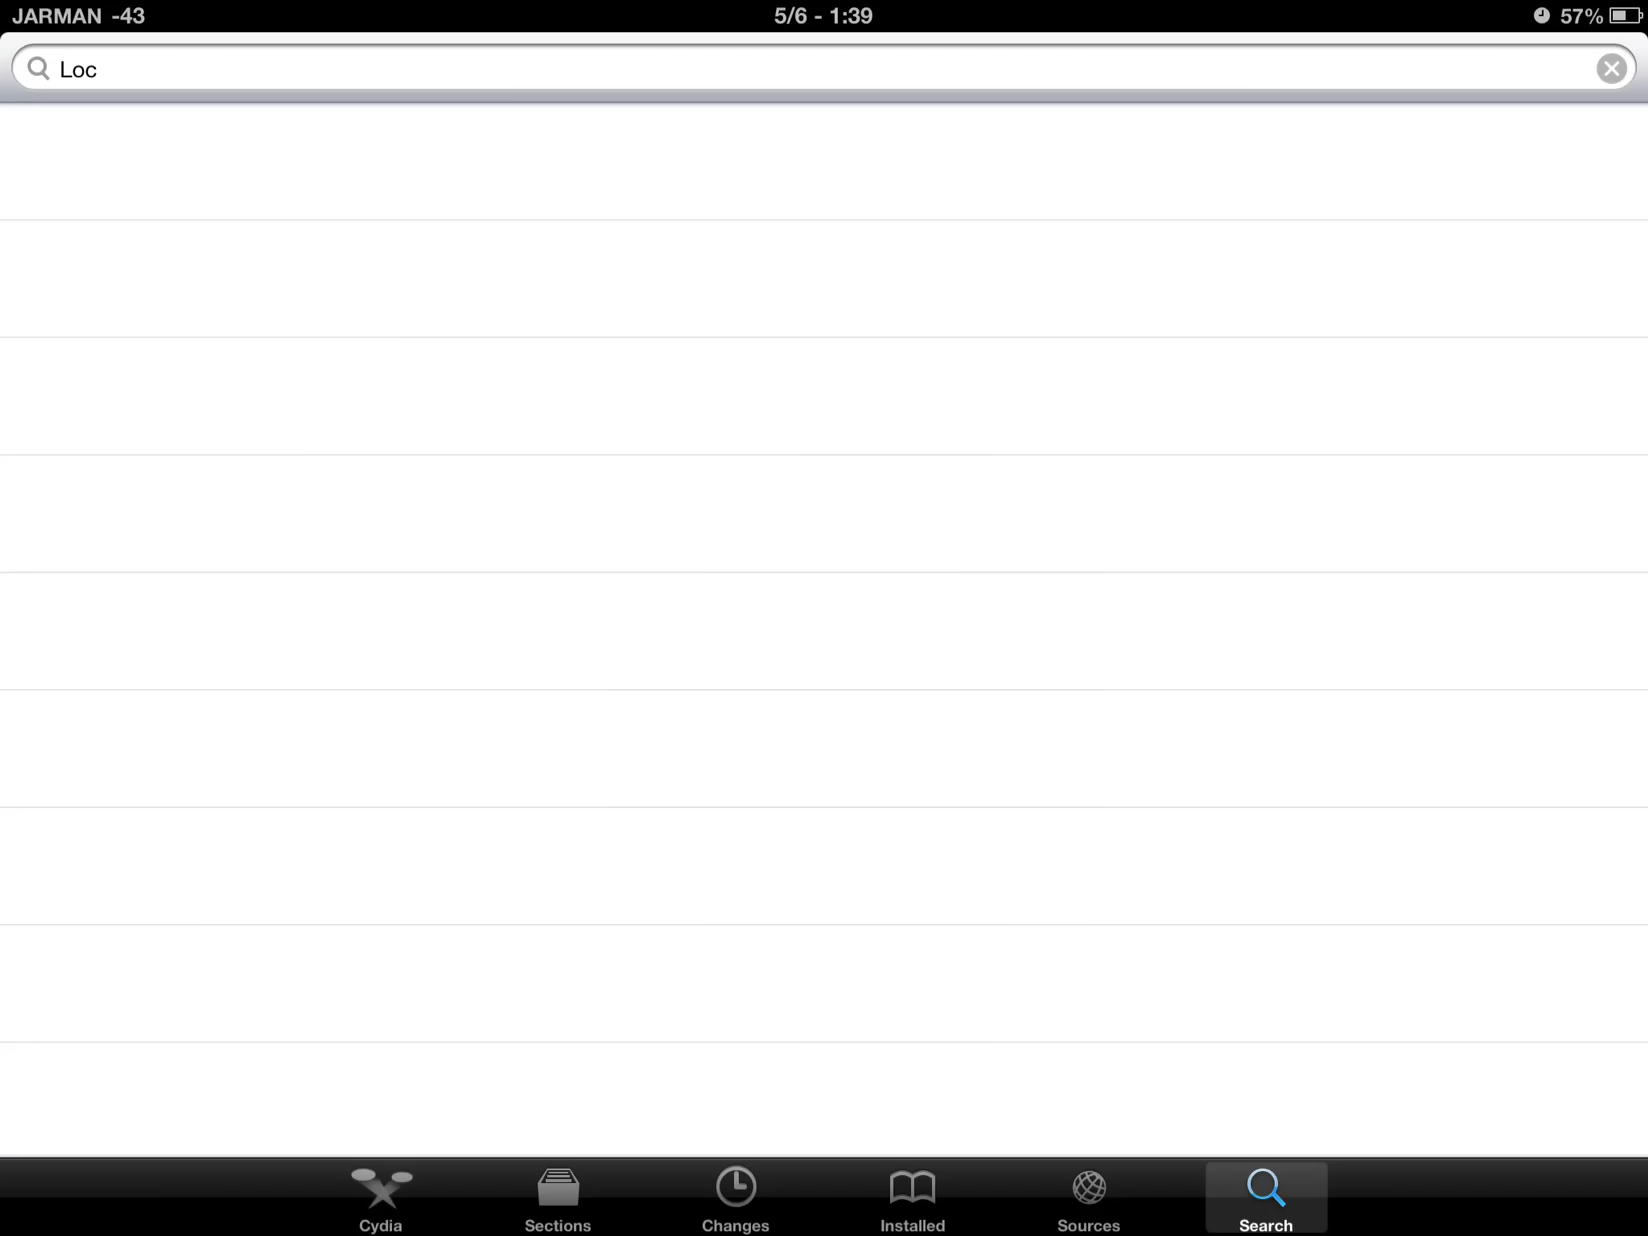 JARMAN -43 5/6 - 1:39 57%
Loc
Cydia Sections Changes Installed Sources Search